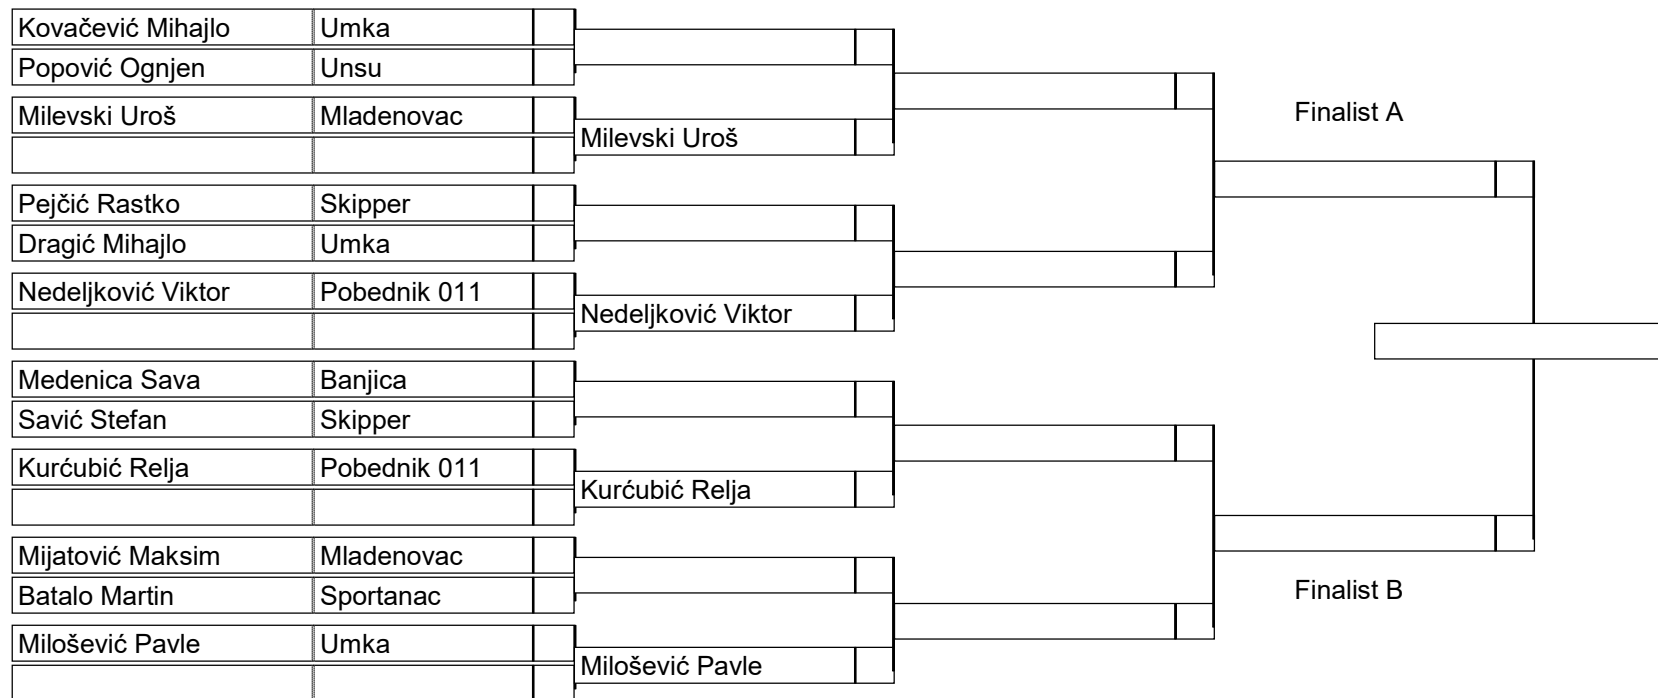 Kovačević Mihajlo Umka
Popović Ognjen Unsu
Milevski Uroš Mladenovac
Finalist A
Milevski Uroš
Pejčić Rastko Skipper
Dragić Mihajlo Umka
Nedeljković Viktor Pobednik 011
Nedeljković Viktor
Medenica Sava Banjica
Savić Stefan Skipper
Kurćubić Relja Pobednik 011
Kurćubić Relja
Mijatović Maksim Mladenovac
Batalo Martin Sportanac
Finalist B
Milošević Pavle Umka
Milošević Pavle